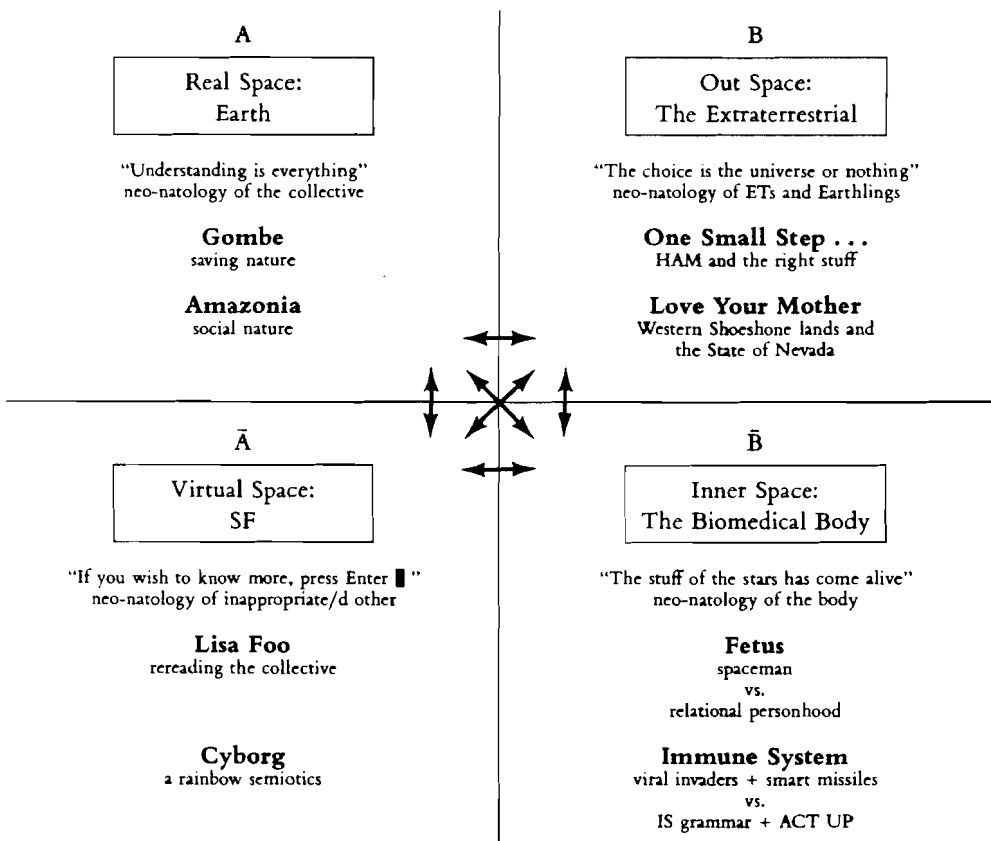 A
Real Space:
Earth
"Understanding is everything"
neo-natology of the collective
Gombe
saving nature
Amazonia
social nature
B
Out Space:
The Extraterrestrial
"The choice is the universe or nothing"
neo-natology of ETs and Earthlings
One Small Step . . .
HAM and the right stuff
Love Your Mother
Western Shoeshone lands and
the State of Nevada
Ā
Virtual Space:
SF
"If you wish to know more, press Enter ▮ "
neo-natology of inappropriate/d other
Lisa Foo
rereading the collective
Cyborg
a rainbow semiotics
B̄
Inner Space:
The Biomedical Body
"The stuff of the stars has come alive"
neo-natology of the body
Fetus
spaceman
vs.
relational personhood
Immune System
viral invaders + smart missiles
vs.
IS grammar + ACT UP